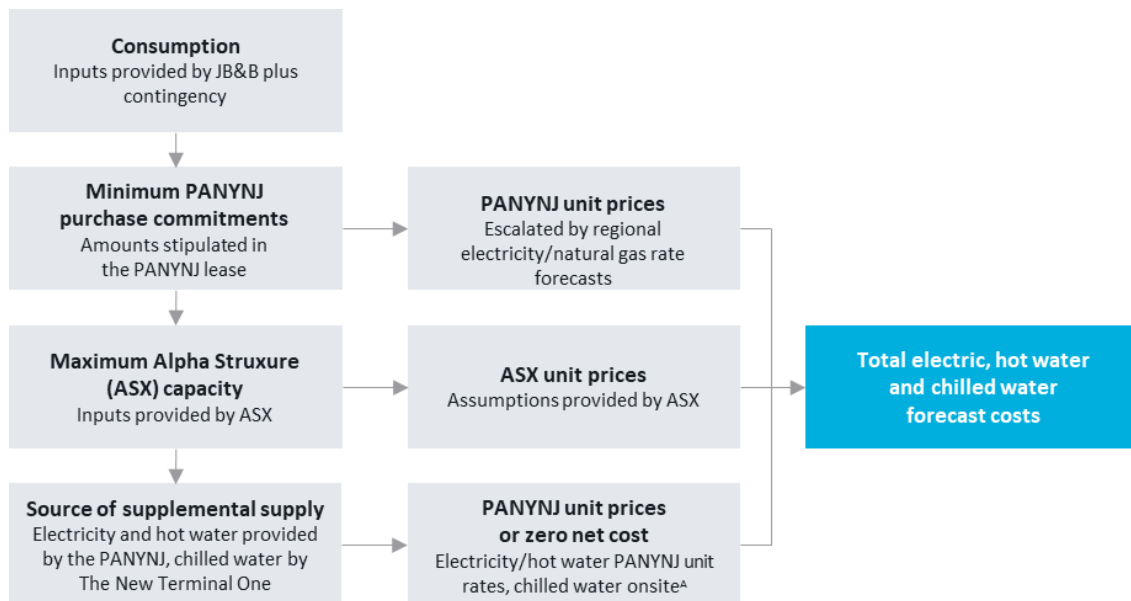 Consumption
Inputs provided by JB&B plus
contingency
Minimum PANYNJ
purchase commitments
Amounts stipulated in
the PANYNJ lease
PANYNJ unit prices
Escalated by regional
electricity/natural gas rate
forecasts
Maximum Alpha Struxure
(ASX) capacity
Inputs provided by ASX
ASX unit prices
Assumptions provided by ASX
Total electric, hot water
and chilled water
forecast costs
Source of supplemental supply
Electricity and hot water provided
by the PANYNJ, chilled water by
The New Terminal One
PANYNJ unit prices
or zero net cost
Electricity/hot water PANYNJ unit
rates, chilled water onsiteᴬ